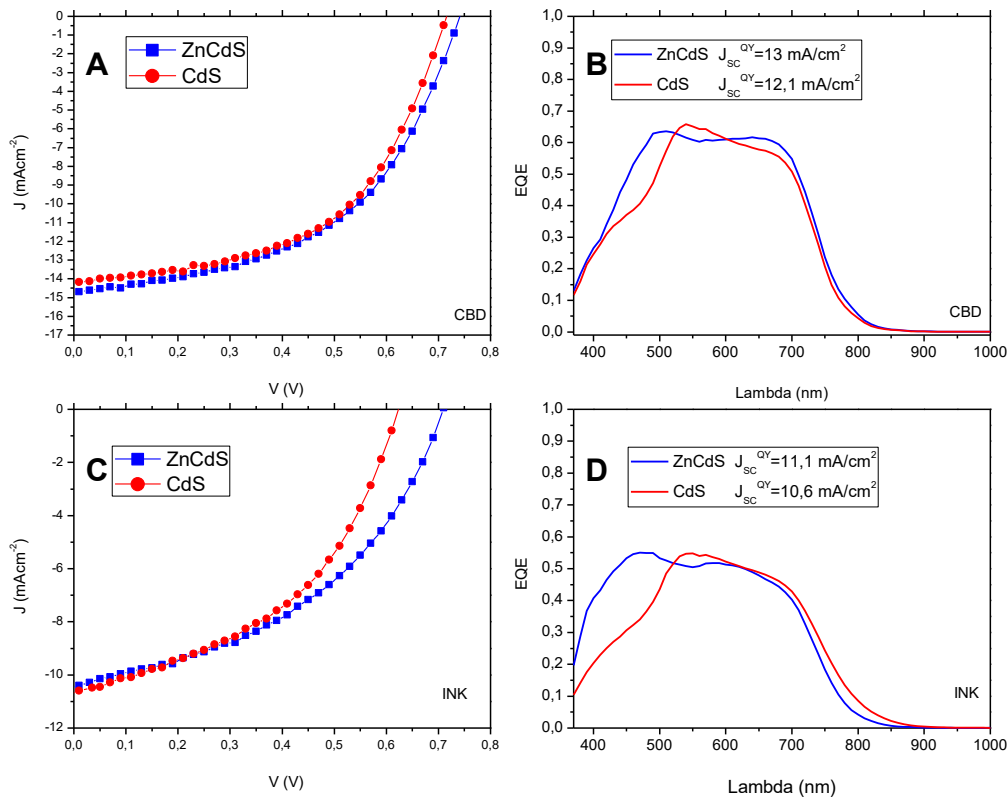 A
ZnCdS
CdS
0
-1
-2
-3
-4
-5
-6
-7
-8
-9
-10
-11
-12
-13
-14
-15
-16
-17
J (mAcm⁻²)
CBD
0,0 0,1 0,2 0,3 0,4 0,5 0,6 0,7 0,8
V (V)
B
ZnCdS J_SC^QY=13 mA/cm²
CdS J_SC^QY=12,1 mA/cm²
1,0
0,9
0,8
0,7
0,6
0,5
0,4
0,3
0,2
0,1
0,0
EQE
CBD
400 500 600 700 800 900 1000
Lambda (nm)
C
ZnCdS
CdS
0
-2
-4
-6
-8
-10
-12
J (mAcm⁻²)
INK
0,0 0,1 0,2 0,3 0,4 0,5 0,6 0,7 0,8
V (V)
D
ZnCdS J_SC^QY=11,1 mA/cm²
CdS J_SC^QY=10,6 mA/cm²
1,0
0,9
0,8
0,7
0,6
0,5
0,4
0,3
0,2
0,1
0,0
EQE
INK
400 500 600 700 800 900 1000
Lambda (nm)